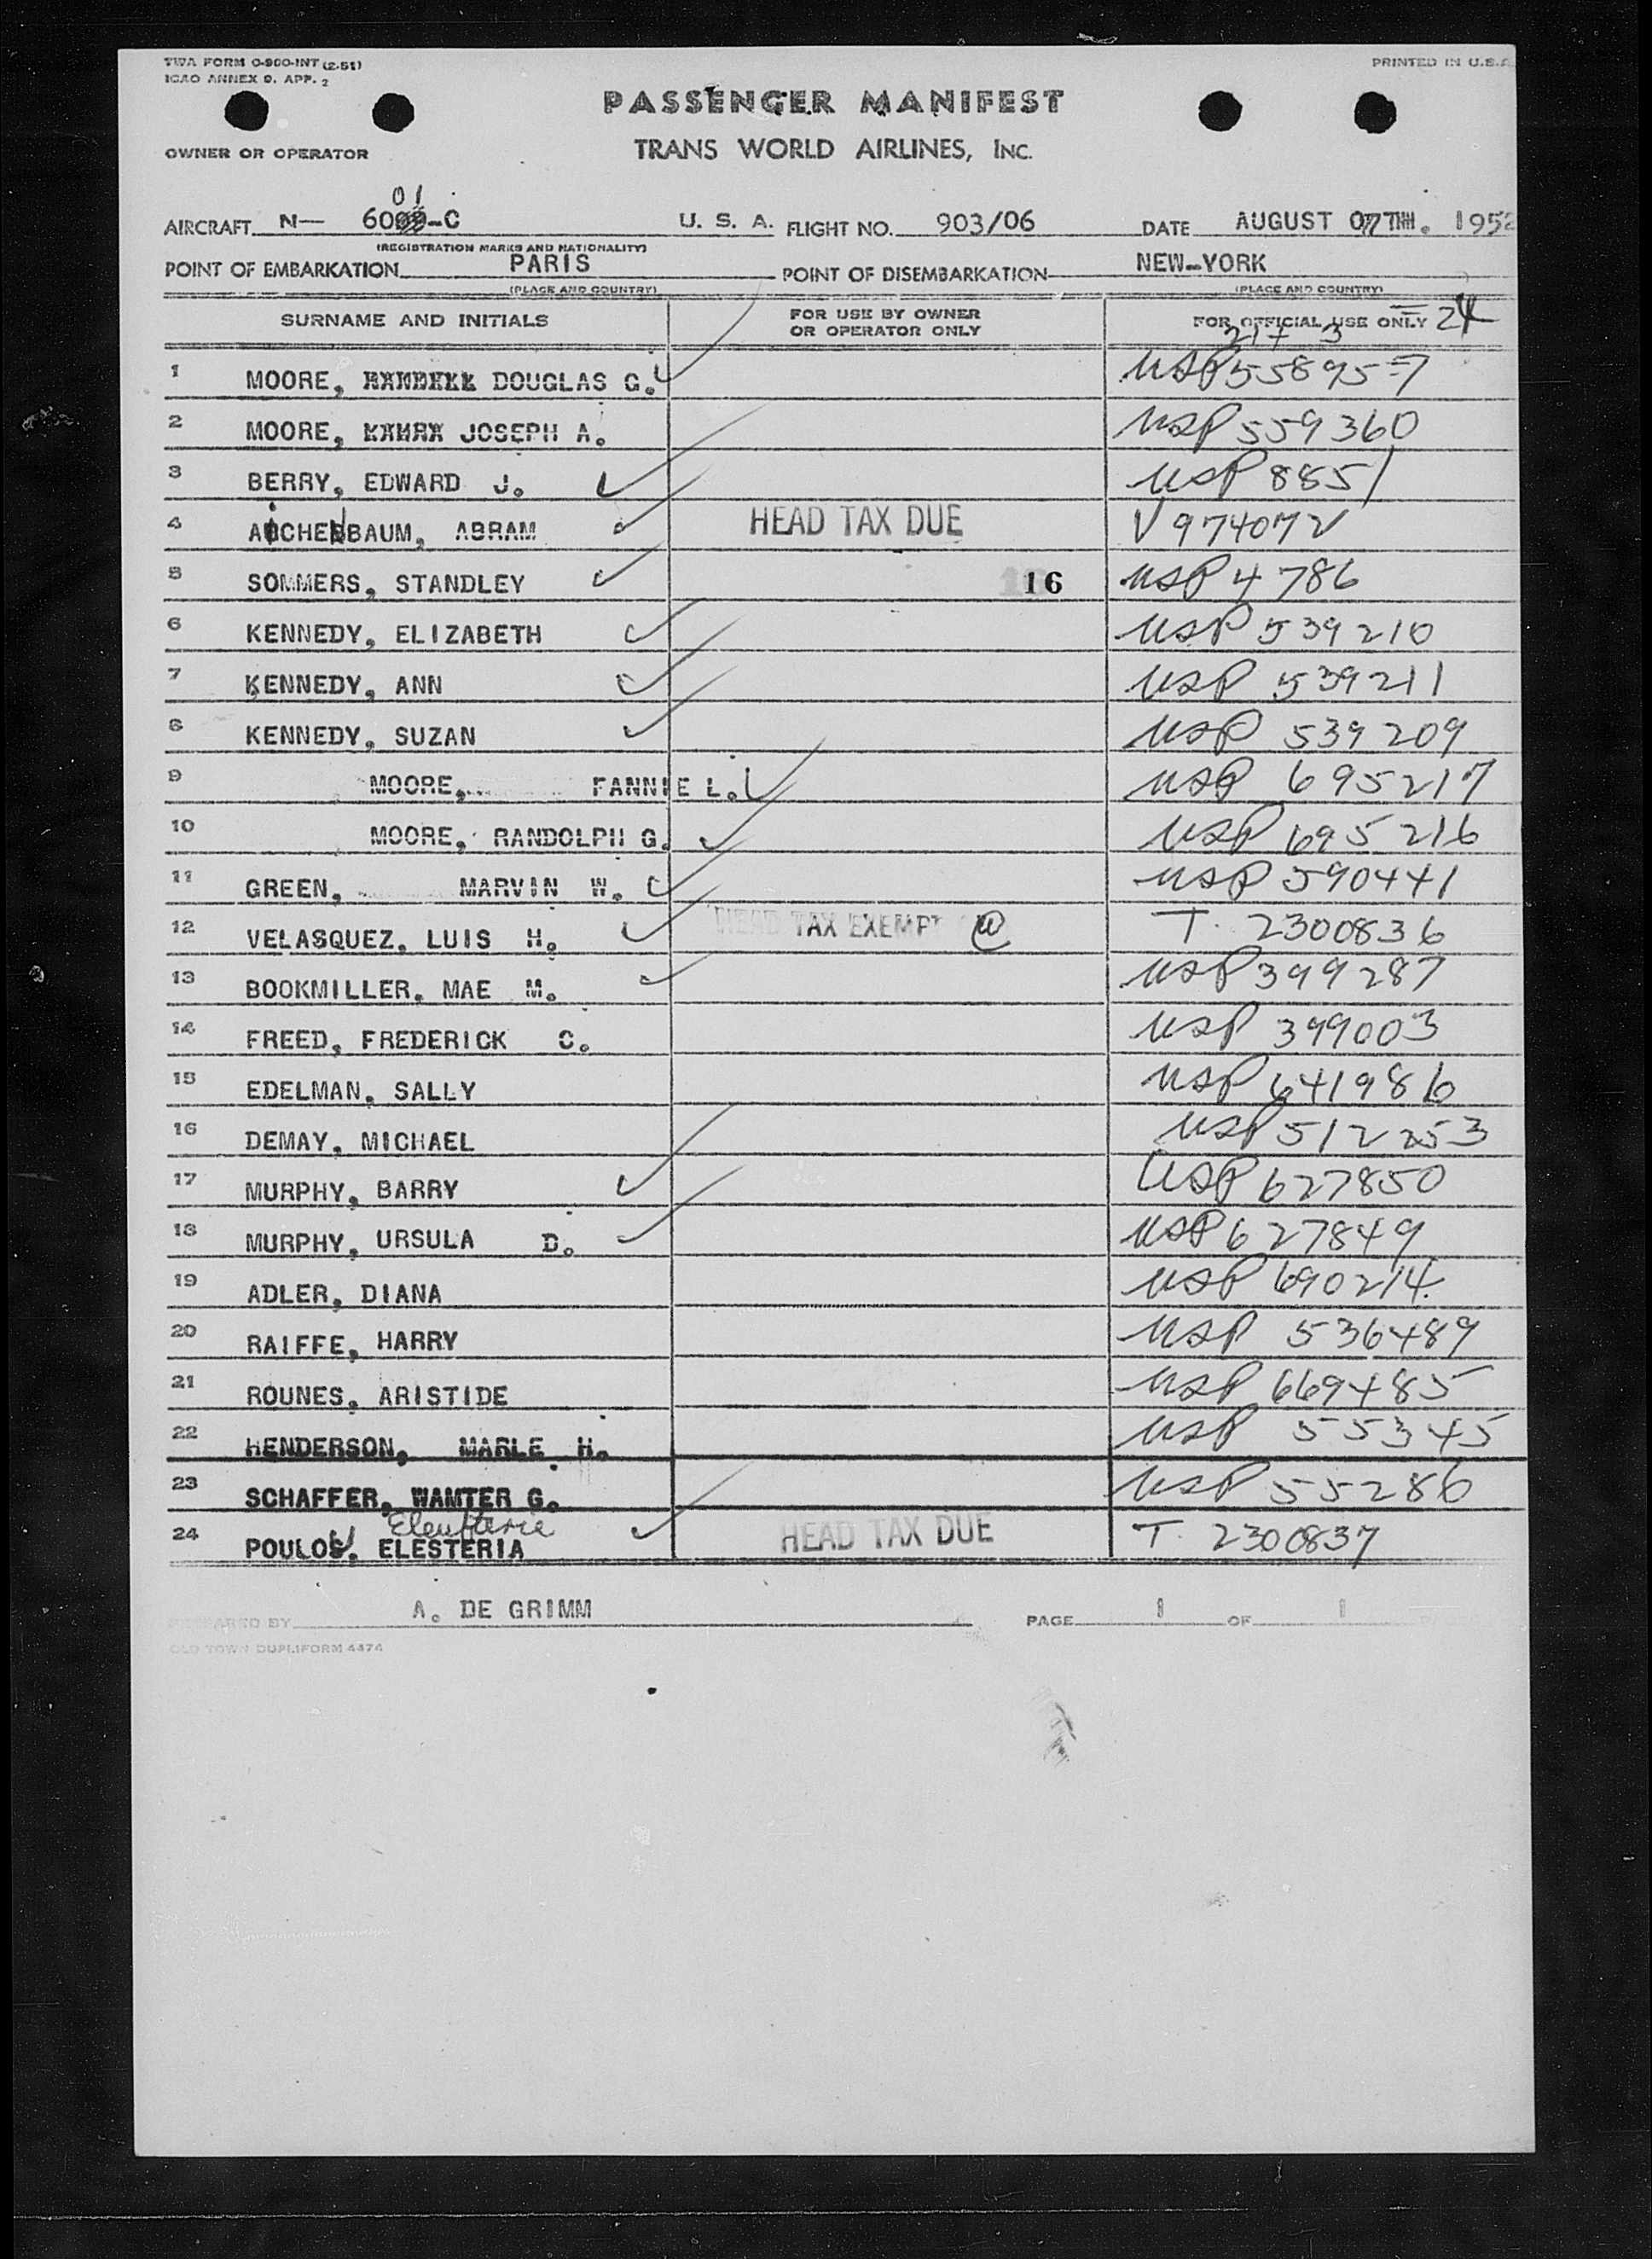 TWA FORM O-900-INT (2-51)
ICAO ANNEX 9. APP. 2
PRINTED IN U.S.A.
PASSENGER MANIFEST
OWNER OR OPERATOR
TRANS WORLD AIRLINES, INC.
01
AIRCRAFT N— 60 -C U. S. A. FLIGHT NO. 903/06 DATE AUGUST 07TH. 1952
(REGISTRATION MARKS AND NATIONALITY)
POINT OF EMBARKATION PARIS POINT OF DISEMBARKATION NEW-YORK
(PLACE AND COUNTRY) (PLACE AND COUNTRY)
SURNAME AND INITIALS FOR USE BY OWNER OR OPERATOR ONLY FOR OFFICIAL USE ONLY = 24
21 + 3
1 MOORE, DOUGLAS G. USP 558957
2 MOORE, JOSEPH A. USP 559360
3 BERRY, EDWARD J. USP 8851
4 AICHENBAUM, ABRAM HEAD TAX DUE V 974072
5 SOMMERS, STANDLEY 16 USP 4786
6 KENNEDY, ELIZABETH USP 539210
7 KENNEDY, ANN USP 539211
8 KENNEDY, SUZAN USP 539209
9 MOORE, FANNIE L. USP 695217
10 MOORE, RANDOLPH G. USP 695216
11 GREEN, MARVIN W. USP 590441
12 VELASQUEZ, LUIS H. HEAD TAX EXEMPT W T. 2300836
13 BOOKMILLER, MAE M. USP 399287
14 FREED, FREDERICK C. USP 399003
15 EDELMAN, SALLY USP 641986
16 DEMAY, MICHAEL USP 512253
17 MURPHY, BARRY USP 627850
18 MURPHY, URSULA D. USP 627849
19 ADLER, DIANA USP 690214
20 RAIFFE, HARRY USP 536489
21 ROUNES, ARISTIDE USP 669485
22 HENDERSON, MARLE H. USP 55345
23 SCHAFFER, WAMTER G. USP 55286
Eleufteria
24 POULOU, ELESTERIA HEAD TAX DUE T. 2300837
PREPARED BY A. DE GRIMM PAGE 1 OF 1
OLD TOWN DUPLIFORM 4474